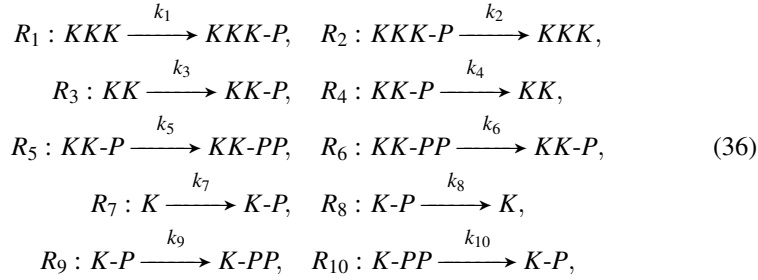 R₁ : KKK —k₁→ KKK-P, R₂ : KKK-P —k₂→ KKK,
R₃ : KK —k₃→ KK-P, R₄ : KK-P —k₄→ KK,
R₅ : KK-P —k₅→ KK-PP, R₆ : KK-PP —k₆→ KK-P, (36)
R₇ : K —k₇→ K-P, R₈ : K-P —k₈→ K,
R₉ : K-P —k₉→ K-PP, R₁₀ : K-PP —k₁₀→ K-P,